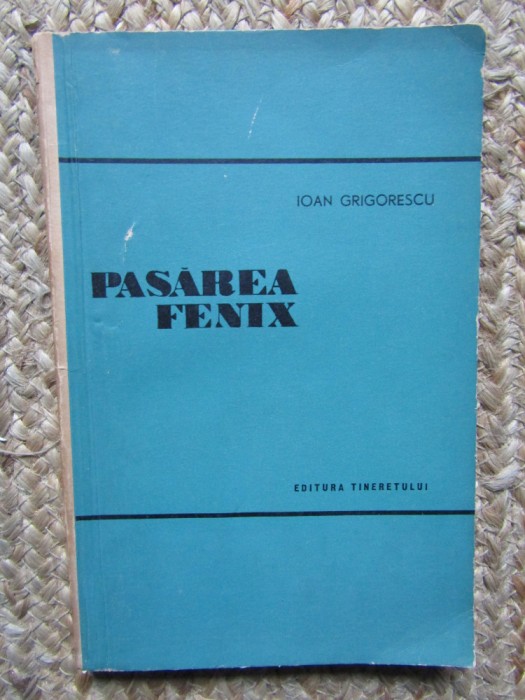 IOAN GRIGORESCU
PASĂREA
FENIX
EDITURA TINERETULUI